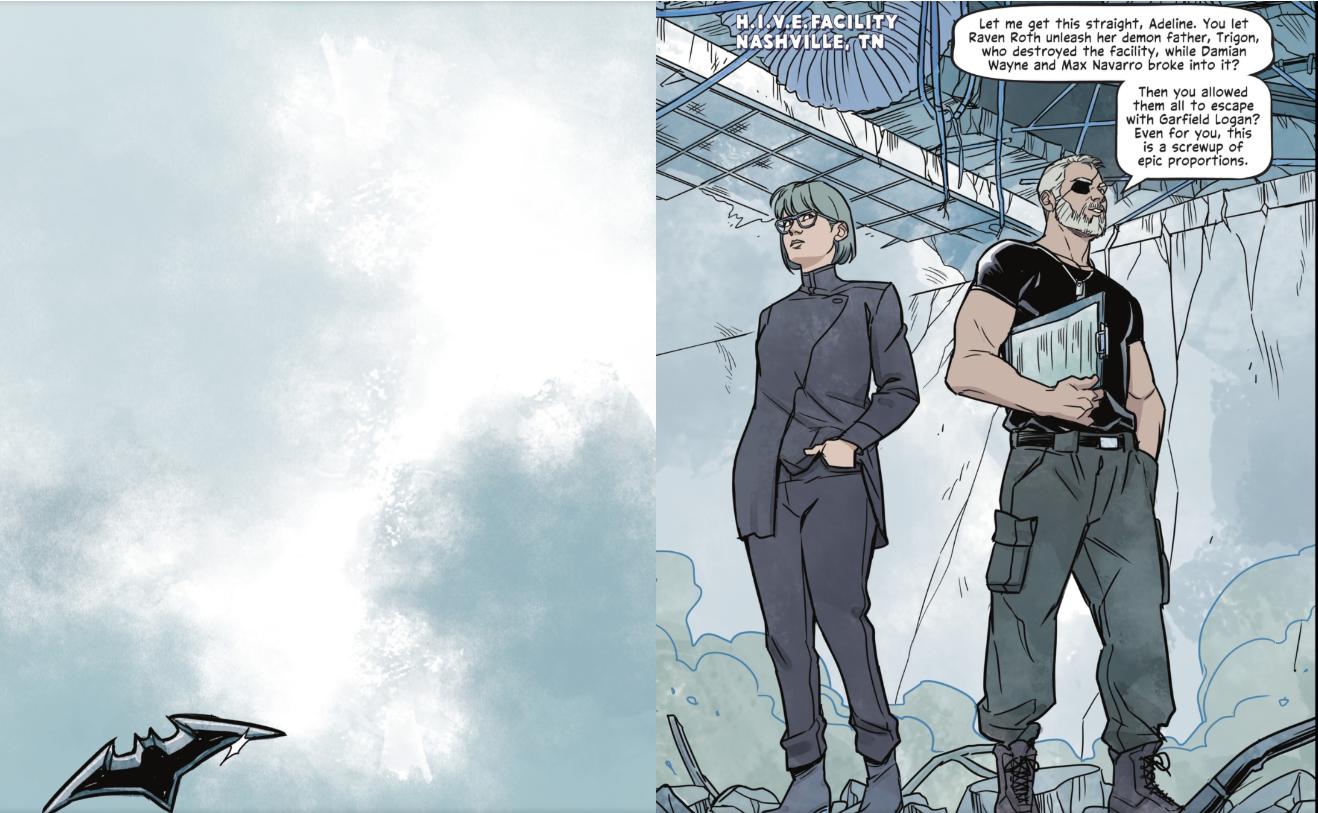 H.I.V.E. FACILITY
NASHVILLE, TN
Let me get this straight, Adeline. You let
Raven Roth unleash her demon father, Trigon,
who destroyed the facility, while Damian
Wayne and Max Navarro broke into it?
Then you allowed
them all to escape
with Garfield Logan?
Even for you, this
is a screwup of
epic proportions.